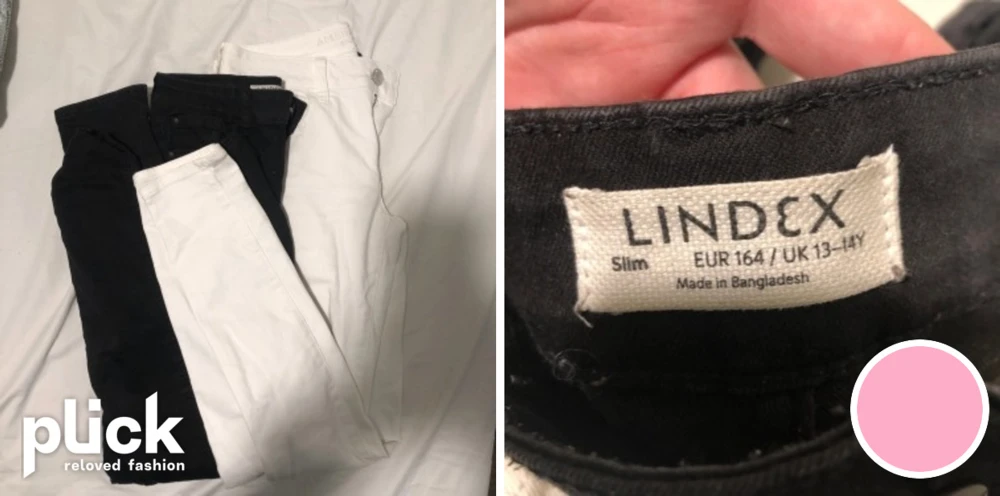 plick
reloved fashion
LINDEX
Slim EUR 164 / UK 13–14Y
Made in Bangladesh